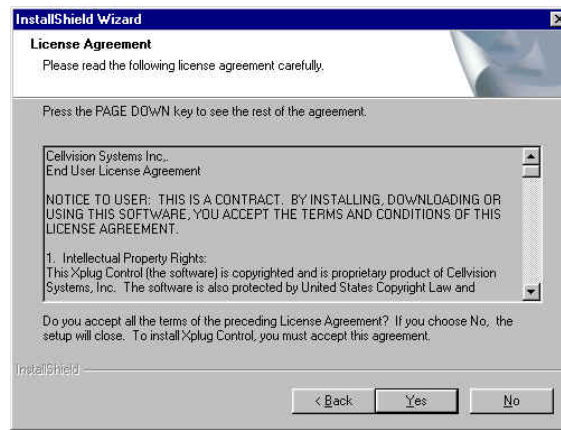 InstallShield Wizard
License Agreement
Please read the following license agreement carefully.
Press the PAGE DOWN key to see the rest of the agreement.
Cellvision Systems Inc,.
End User License Agreement
NOTICE TO USER: THIS IS A CONTRACT. BY INSTALLING, DOWNLOADING OR
USING THIS SOFTWARE, YOU ACCEPT THE TERMS AND CONDITIONS OF THIS
LICENSE AGREEMENT.
1. Intellectual Property Rights:
This Xplug Control (the software) is copyrighted and is proprietary product of Cellvision
Systems, Inc. The software is also protected by United States Copyright Law and
Do you accept all the terms of the preceding License Agreement? If you choose No, the
setup will close. To install Xplug Control, you must accept this agreement.
InstallShield
< Back Yes No